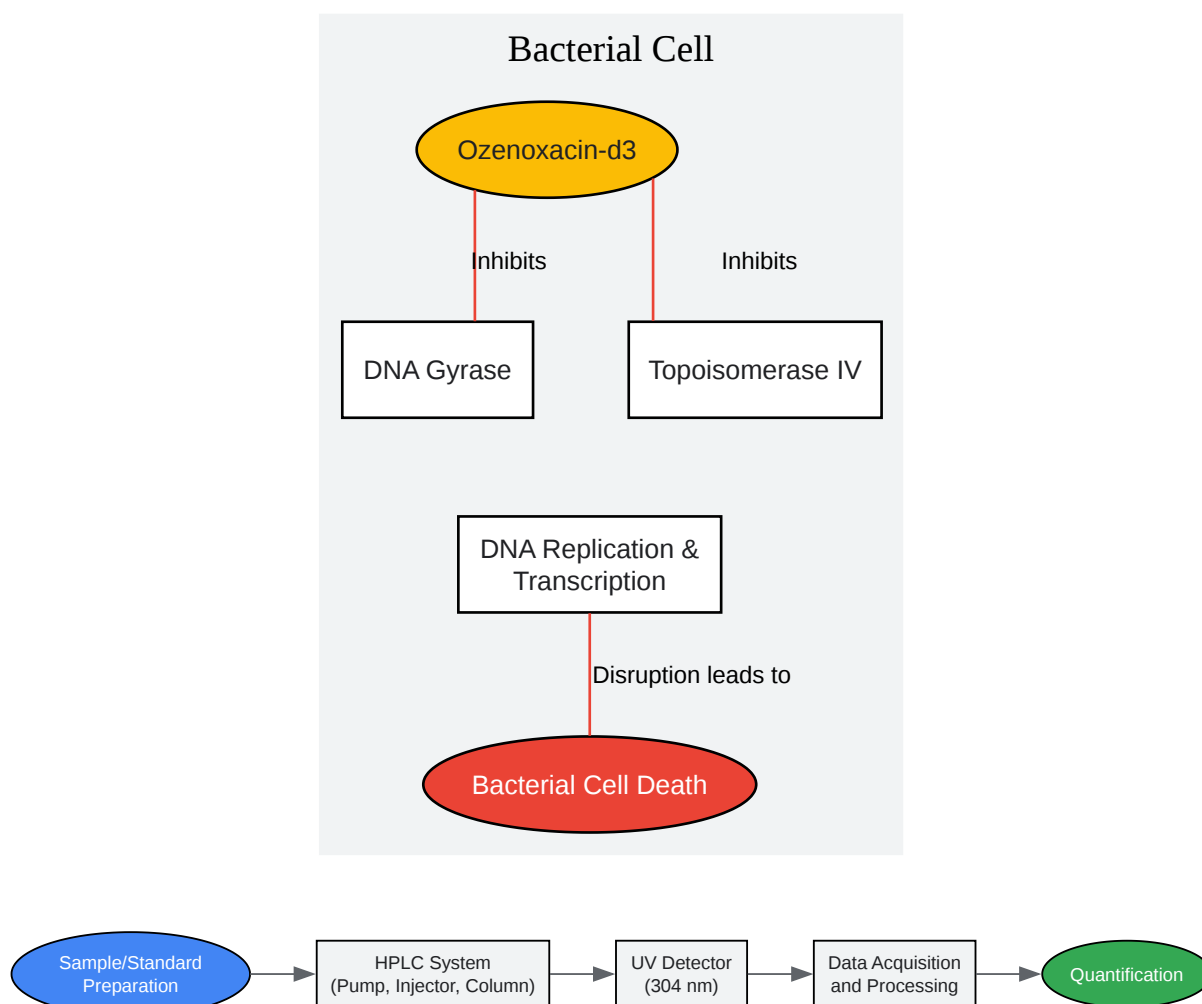 Bacterial Cell
Ozenoxacin-d3
Inhibits
Inhibits
DNA Gyrase
Topoisomerase IV
DNA Replication &
Transcription
Disruption leads to
Bacterial Cell Death
Sample/Standard
Preparation
HPLC System
(Pump, Injector, Column)
UV Detector
(304 nm)
Data Acquisition
and Processing
Quantification